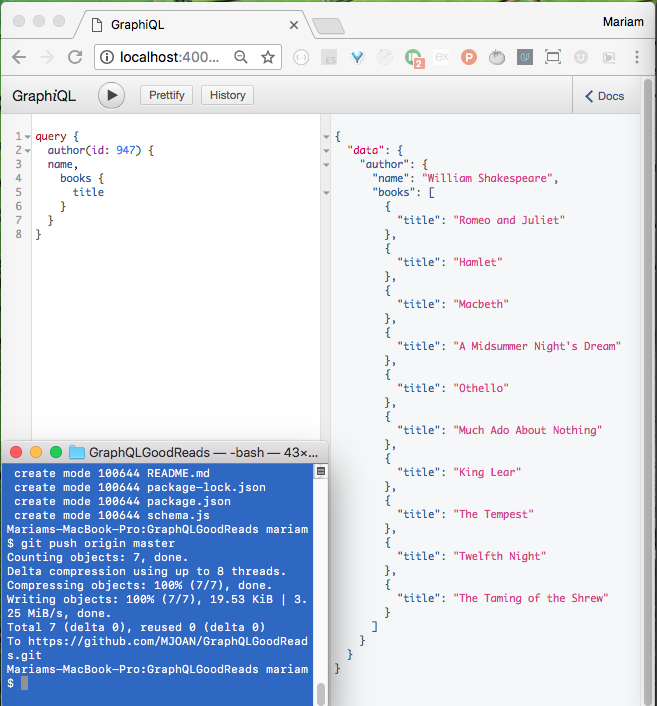 GraphiQL
Mariam
localhost:400...
ES
2
ex
P
GraphiQL
Prettify
History
Docs
1 query {
2 author(id: 947) {
3 name,
4 books {
5 title
6 }
7 }
8 }
{
"data": {
"author": {
"name": "William Shakespeare",
"books": [
{
"title": "Romeo and Juliet"
},
{
"title": "Hamlet"
},
{
"title": "Macbeth"
},
{
"title": "A Midsummer Night's Dream"
},
{
"title": "Othello"
},
{
"title": "Much Ado About Nothing"
},
{
"title": "King Lear"
},
{
"title": "The Tempest"
},
{
"title": "Twelfth Night"
},
{
"title": "The Taming of the Shrew"
}
]
}
}
}
GraphQLGoodReads — -bash — 43×...
create mode 100644 README.md
create mode 100644 package-lock.json
create mode 100644 package.json
create mode 100644 schema.js
Mariams-MacBook-Pro:GraphQLGoodReads mariam
$ git push origin master
Counting objects: 7, done.
Delta compression using up to 8 threads.
Compressing objects: 100% (7/7), done.
Writing objects: 100% (7/7), 19.53 KiB | 3.
25 MiB/s, done.
Total 7 (delta 0), reused 0 (delta 0)
To https://github.com/MJOAN/GraphQLGoodRead
s.git
Mariams-MacBook-Pro:GraphQLGoodReads mariam
$